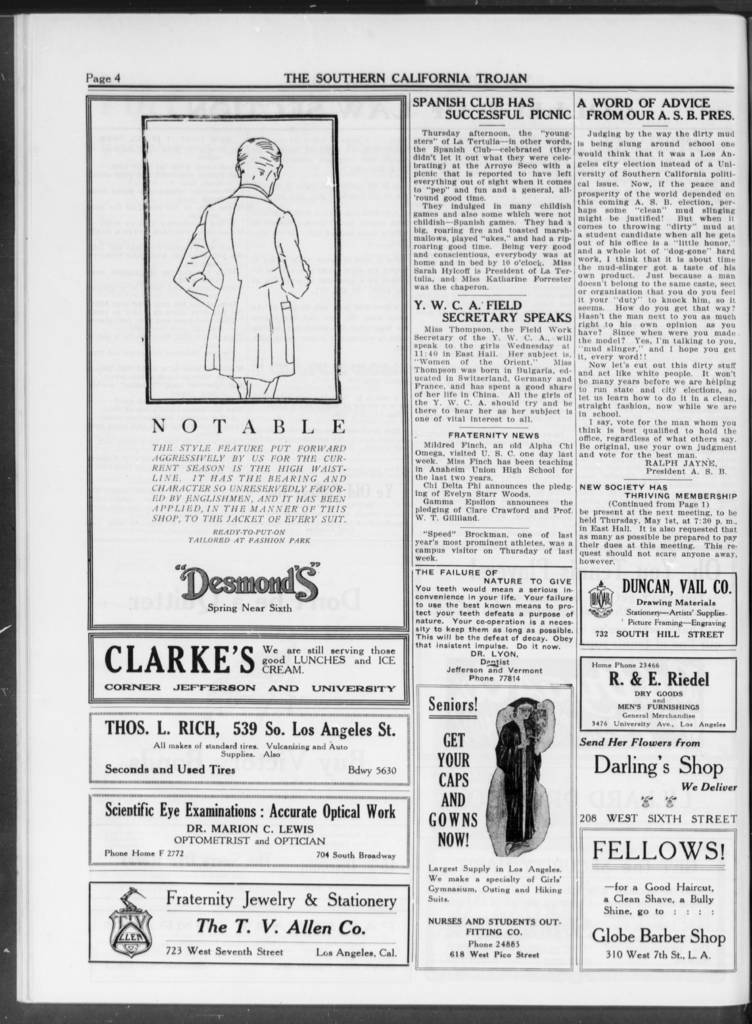 Page 4
THE SOUTHERN CALIFORNIA TROJAN
NOTABLE
THE STYLE FEATURE PUT FORWARD
AGGRESSIVELY BY US FOR THE CUR-
RENT SEASON IS THE HIGH WAIST-
LINE. IT HAS THE BEARING AND
CHARACTER SO UNRESERVEDLY FAVOR-
ED BY ENGLISHMEN, AND IT HAS BEEN
APPLIED, IN THE MANNER OF THIS
SHOP, TO THE JACKET OF EVERY SUIT.
READY-TO-PUT-ON
TAILORED AT FASHION PARK
"Desmond's"
Spring Near Sixth
CLARKE'S
We are still serving those
good LUNCHES and ICE
CREAM.
CORNER JEFFERSON AND UNIVERSITY
THOS. L. RICH, 539 So. Los Angeles St.
All makes of standard tires. Vulcanizing and Auto
Supplies. Also
Seconds and Used Tires Bdwy 5630
Scientific Eye Examinations : Accurate Optical Work
DR. MARION C. LEWIS
OPTOMETRIST and OPTICIAN
Phone Home F 2772 704 South Broadway
Fraternity Jewelry & Stationery
The T. V. Allen Co.
723 West Seventh Street Los Angeles, Cal.
TV
ALLEN
SPANISH CLUB HAS
SUCCESSFUL PICNIC
Thursday afternoon, the "young-
sters" of La Tertulia—in other words,
the Spanish Club—celebrated (they
didn't let it out what they were cele-
brating) at the Arroyo Seco with a
picnic that is reported to have left
everything out of sight when it comes
to "pep" and fun and a general, all-
'round good time.
They indulged in many childish
games and also some which were not
childish—Spanish games. They had a
big, roaring fire and toasted marsh-
mallows, played "ukes," and had a rip-
roaring good time. Being very good
and conscientious, everybody was at
home and in bed by 10 o'clock. Miss
Sarah Hylcoff is President of La Ter-
tulia, and Miss Katharine Forrester
was the chaperon.
Y. W. C. A. FIELD
SECRETARY SPEAKS
Miss Thompson, the Field Work
Secretary of the Y. W. C. A., will
speak to the girls Wednesday at
11:40 in East Hall. Her subject is,
"Women of the Orient." Miss
Thompson was born in Bulgaria, ed-
ucated in Switzerland, Germany and
France, and has spent a good share
of her life in China. All the girls of
the Y. W. C. A. should try and be
there to hear her as her subject is
one of vital interest to all.
FRATERNITY NEWS
Mildred Finch, an old Alpha Chi
Omega, visited U. S. C. one day last
week. Miss Finch has been teaching
in Anaheim Union High School for
the last two years.
Chi Delta Phi announces the pledg-
ing of Evelyn Starr Woods.
Gamma Epsilon announces the
pledging of Clare Crawford and Prof.
W. T. Gilliland.
"Speed" Brockman, one of last
year's most prominent athletes, was a
campus visitor on Thursday of last
week.
THE FAILURE OF
NATURE TO GIVE
You teeth would mean a serious in-
convenience in your life. Your failure
to use the best known means to pro-
tect your teeth defeats a purpose of
nature. Your co-operation is a neces-
sity to keep them as long as possible.
This will be the defeat of decay. Obey
that insistent impulse. Do it now.
DR. LYON,
Dentist
Jefferson and Vermont
Phone 77814
Seniors!
GET
YOUR
CAPS
AND
GOWNS
NOW!
Largest Supply in Los Angeles.
We make a specialty of Girls'
Gymnasium, Outing and Hiking
Suits.
NURSES AND STUDENTS OUT-
FITTING CO.
Phone 24885
618 West Pico Street
A WORD OF ADVICE
FROM OUR A. S. B. PRES.
Judging by the way the dirty mud
is being slung around school one
would think that it was a Los An-
geles city election instead of a Uni-
versity of Southern California politi-
cal issue. Now, if the peace and
prosperity of the world depended on
this coming A. S. B. election, per-
haps some "clean" mud slinging
might be justified! But when it
comes to throwing "dirty" mud at
a student candidate when all he gets
out of his office is a "little honor,"
and a whole lot of "dog-gone" hard
work, I think that it is about time
the mud-slinger got a taste of his
own product. Just because a man
doesn't belong to the same caste, sect
or organization that you do you feel
it your "duty" to knock him, so it
seems. How do you get that way?
Hasn't the man next to you as much
right to his own opinion as you
have? Since when were you made
the model? Yes, I'm talking to you,
"mud slinger," and I hope you get
it, every word!!
Now let's cut this dirty stuff
and act like white people. It won't
be many years before we are helping
to run state and city elections, so
let us learn how to do it in a clean,
straight fashion, now while we are
in school.
I say, vote for the man whom you
think is best qualified to hold the
office, regardless of what others say.
Be original, use your own judgment
and vote for the best man.
RALPH JAYNE,
President A. S. B.
NEW SOCIETY HAS
THRIVING MEMBERSHIP
(Continued from Page 1)
be present at the next meeting, to be
held Thursday, May 1st, at 7:30 p. m.,
in East Hall. It is also requested that
as many as possible be prepared to pay
their dues at this meeting. This re-
quest should not scare anyone away,
however.
DUNCAN, VAIL CO.
Drawing Materials
Stationery—Artists' Supplies.
Picture Framing—Engraving
732 SOUTH HILL STREET
Home Phone 23466
R. & E. Riedel
DRY GOODS
and
MEN'S FURNISHINGS
General Merchandise
3476 University Ave., Los Angeles
Send Her Flowers from
Darling's Shop
We Deliver
208 WEST SIXTH STREET
FELLOWS!
—for a Good Haircut,
a Clean Shave, a Bully
Shine, go to : : : :
Globe Barber Shop
310 West 7th St., L. A.